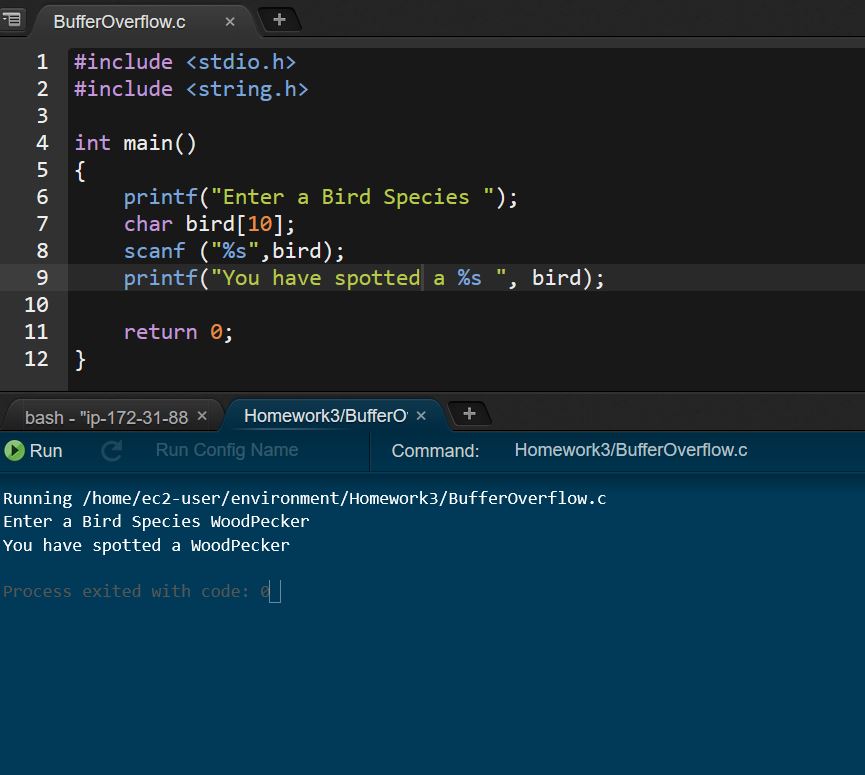 BufferOverflow.c × +
1 #include <stdio.h>
2 #include <string.h>
3
4 int main()
5 {
6     printf("Enter a Bird Species ");
7     char bird[10];
8     scanf ("%s",bird);
9     printf("You have spotted a %s ", bird);
10
11     return 0;
12 }
bash - "ip-172-31-88 × Homework3/BufferO × +
Run Run Config Name Command: Homework3/BufferOverflow.c
Running /home/ec2-user/environment/Homework3/BufferOverflow.c
Enter a Bird Species WoodPecker
You have spotted a WoodPecker
Process exited with code: 0